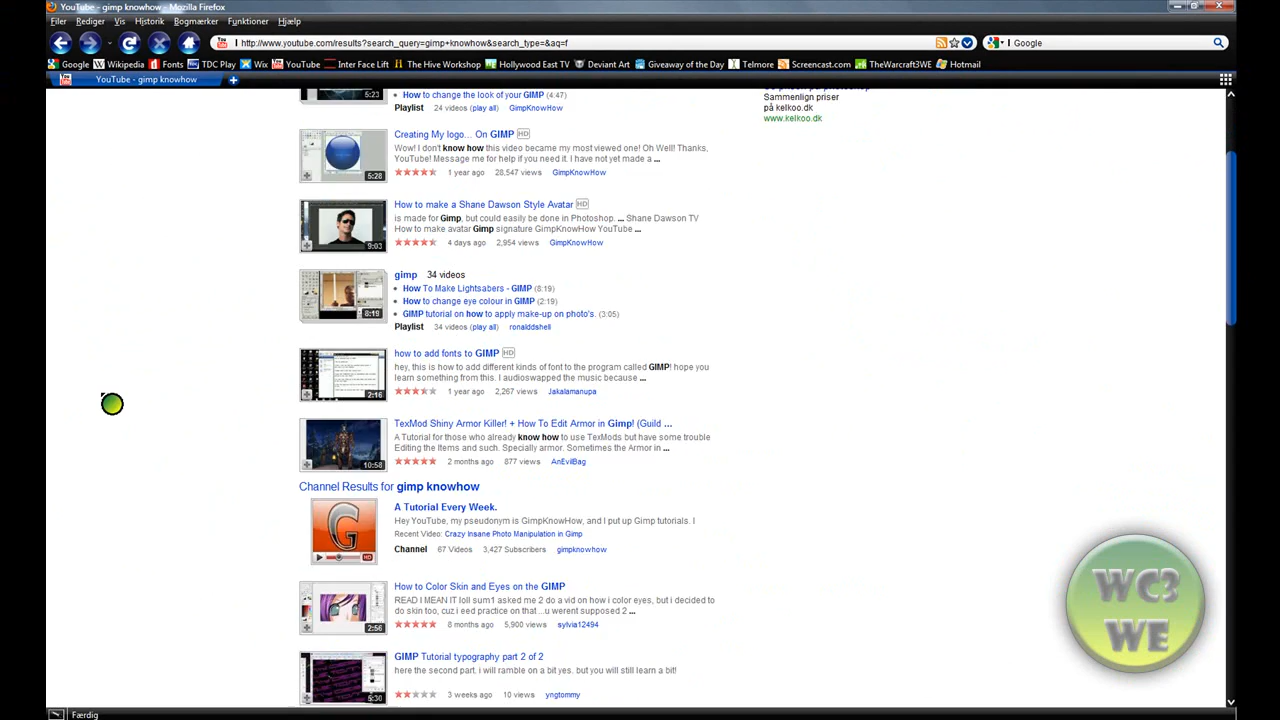 YouTube - gimp knowhow - Mozilla Firefox
Filer Rediger Vis Historik Bogmærker Funktioner Hjælp
http://www.youtube.com/results?search_query=gimp+knowhow&search_type=&aq=f
Google
Google Wikipedia Fonts TDC Play Wix YouTube Inter Face Lift The Hive Workshop Hollywood East TV Deviant Art Giveaway of the Day Telmore Screencast.com TheWarcraft3WE Hotmail
YouTube - gimp knowhow
5:23
How to change the look of your GIMP (4:47)
Playlist 24 videos (play all) GimpKnowHow
Sammenlign priser
på kelkoo.dk
www.kelkoo.dk
Creating My logo... On GIMP HD
Wow! I don't know how this video became my most viewed one! Oh Well! Thanks,
YouTube! Message me for help if you need it. I have not yet made a ...
5:28
1 year ago 28,547 views GimpKnowHow
How to make a Shane Dawson Style Avatar HD
is made for Gimp, but could easily be done in Photoshop. ... Shane Dawson TV
How to make avatar Gimp signature GimpKnowHow YouTube ...
9:03
4 days ago 2,954 views GimpKnowHow
gimp 34 videos
How To Make Lightsabers - GIMP (8:19)
How to change eye colour in GIMP (2:19)
GIMP tutorial on how to apply make-up on photo's. (3:05)
8:19
Playlist 34 videos (play all) ronalddshell
how to add fonts to GIMP HD
hey, this is how to add different kinds of font to the program called GIMP! hope you
learn something from this. I audioswapped the music because ...
2:16
1 year ago 2,267 views Jakalamanupa
TexMod Shiny Armor Killer! + How To Edit Armor in Gimp! (Guild ...
A Tutorial for those who already know how to use TexMods but have some trouble
Editing the Items and such. Specially armor. Sometimes the Armor in ...
10:58
2 months ago 877 views AnEvilBag
Channel Results for gimp knowhow
G
HD
A Tutorial Every Week.
Hey YouTube, my pseudonym is GimpKnowHow, and I put up Gimp tutorials. I
Recent Video: Crazy Insane Photo Manipulation in Gimp
Channel 67 Videos 3,427 Subscribers gimpknowhow
How to Color Skin and Eyes on the GIMP
READ I MEAN IT loll sum1 asked me 2 do a vid on how i color eyes, but i decided to
do skin too, cuz i eed practice on that...u werent supposed 2 ...
2:56
8 months ago 5,900 views sylvia12494
GIMP Tutorial typography part 2 of 2
here the second part. i will ramble on a bit yes. but you will still learn a bit!
5:30
3 weeks ago 10 views yngtommy
WC3
WE
Færdig